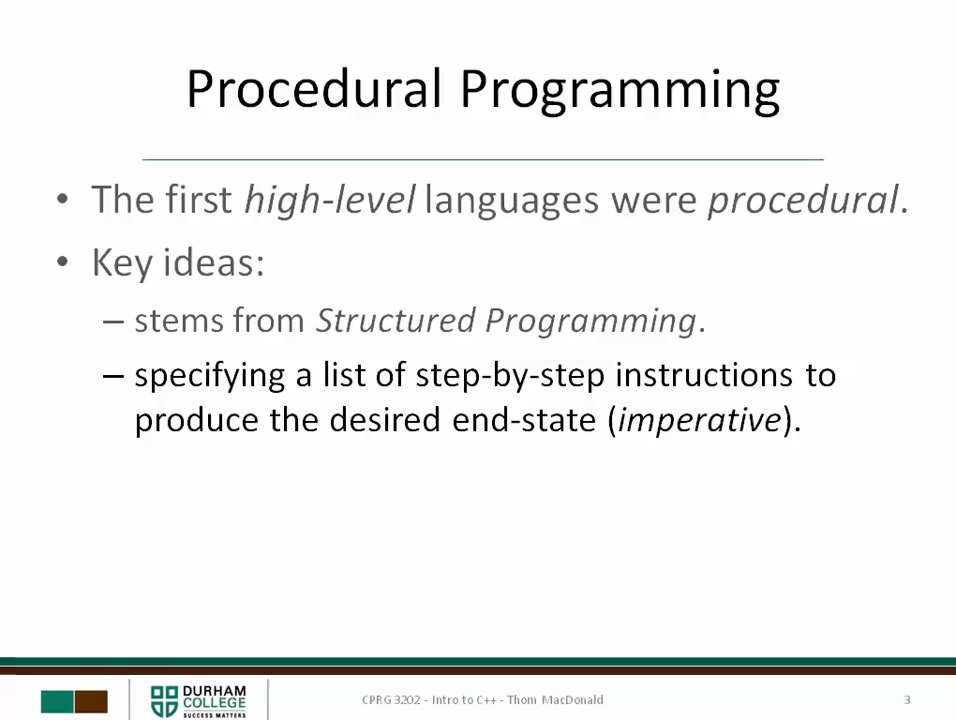 Procedural Programming
• The first high-level languages were procedural.
• Key ideas:
– stems from Structured Programming.
– specifying a list of step-by-step instructions to
produce the desired end-state (imperative).
DURHAM
COLLEGE
SUCCESS MATTERS
CPRG 3202 - Intro to C++ - Thom MacDonald
3